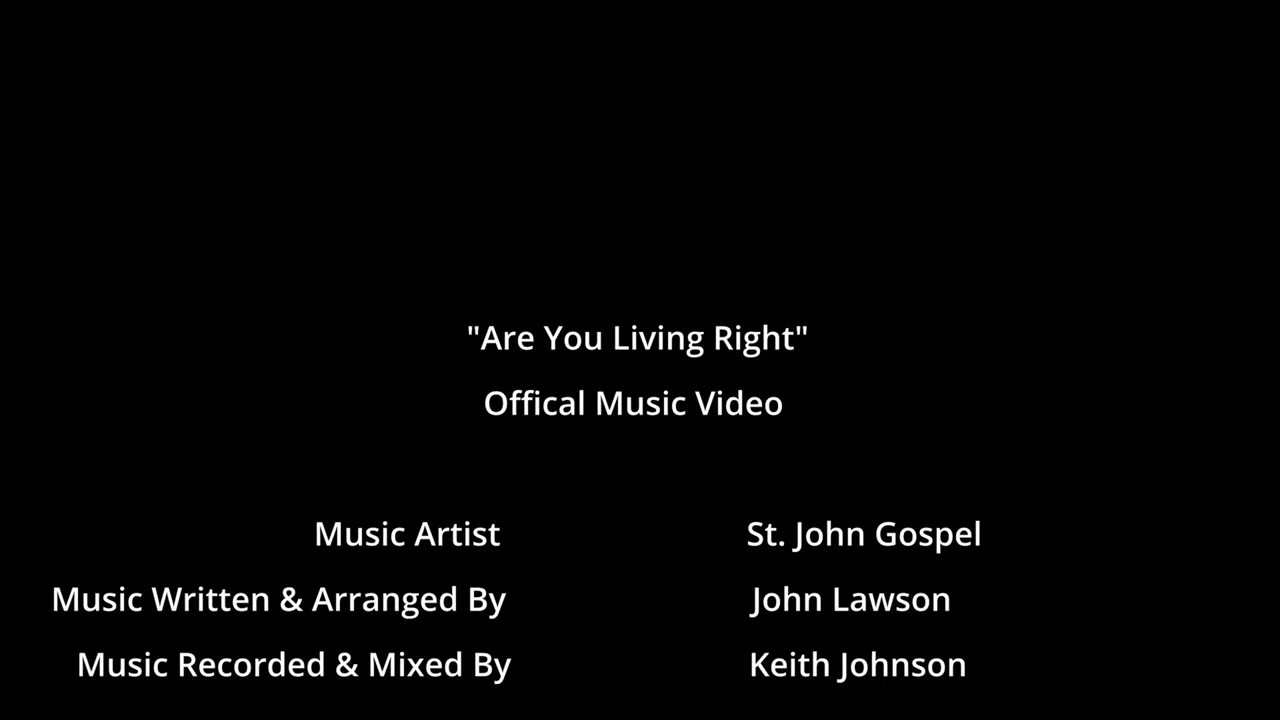 "Are You Living Right"
Offical Music Video
Music Artist St. John Gospel
Music Written & Arranged By John Lawson
Music Recorded & Mixed By Keith Johnson